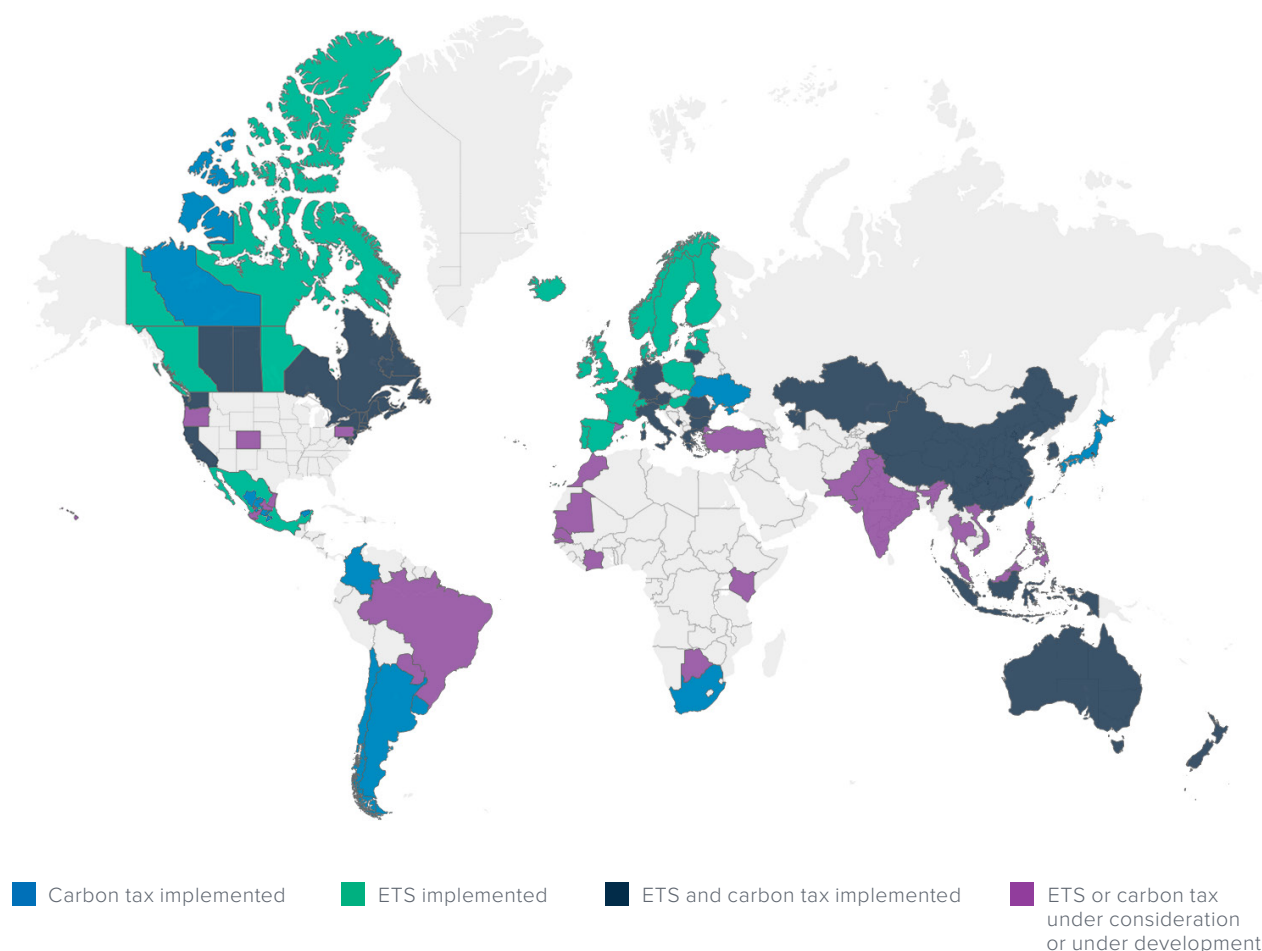 Carbon tax implemented
ETS implemented
ETS and carbon tax implemented
ETS or carbon tax
under consideration
or under development